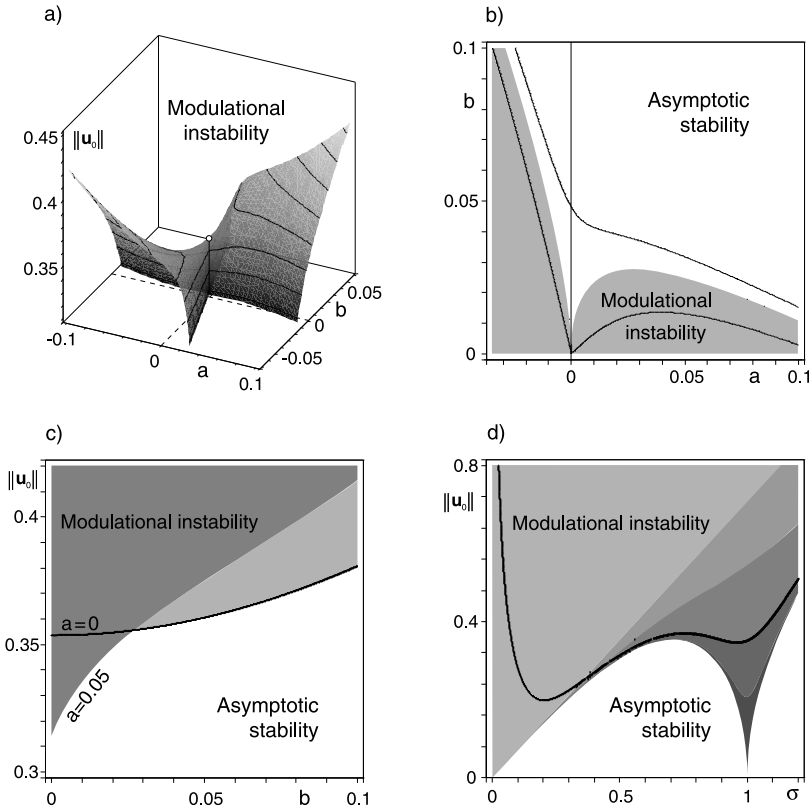 a)
Modulational
instability
0.45
||u₀||
0.4
0.35
-0.1
0
a
0.1
-0.05
0
b
0.05
b)
0.1
b
Asymptotic
stability
0.05
Modulational
instability
0
0
0.05
a
0.1
c)
||u₀||
0.4
Modulational instability
a=0
0.35
a=0.05
Asymptotic
stability
0.3
0
0.05
b
0.1
d)
0.8
||u₀||
Modulational instability
0.4
Asymptotic
stability
0
0
1
σ